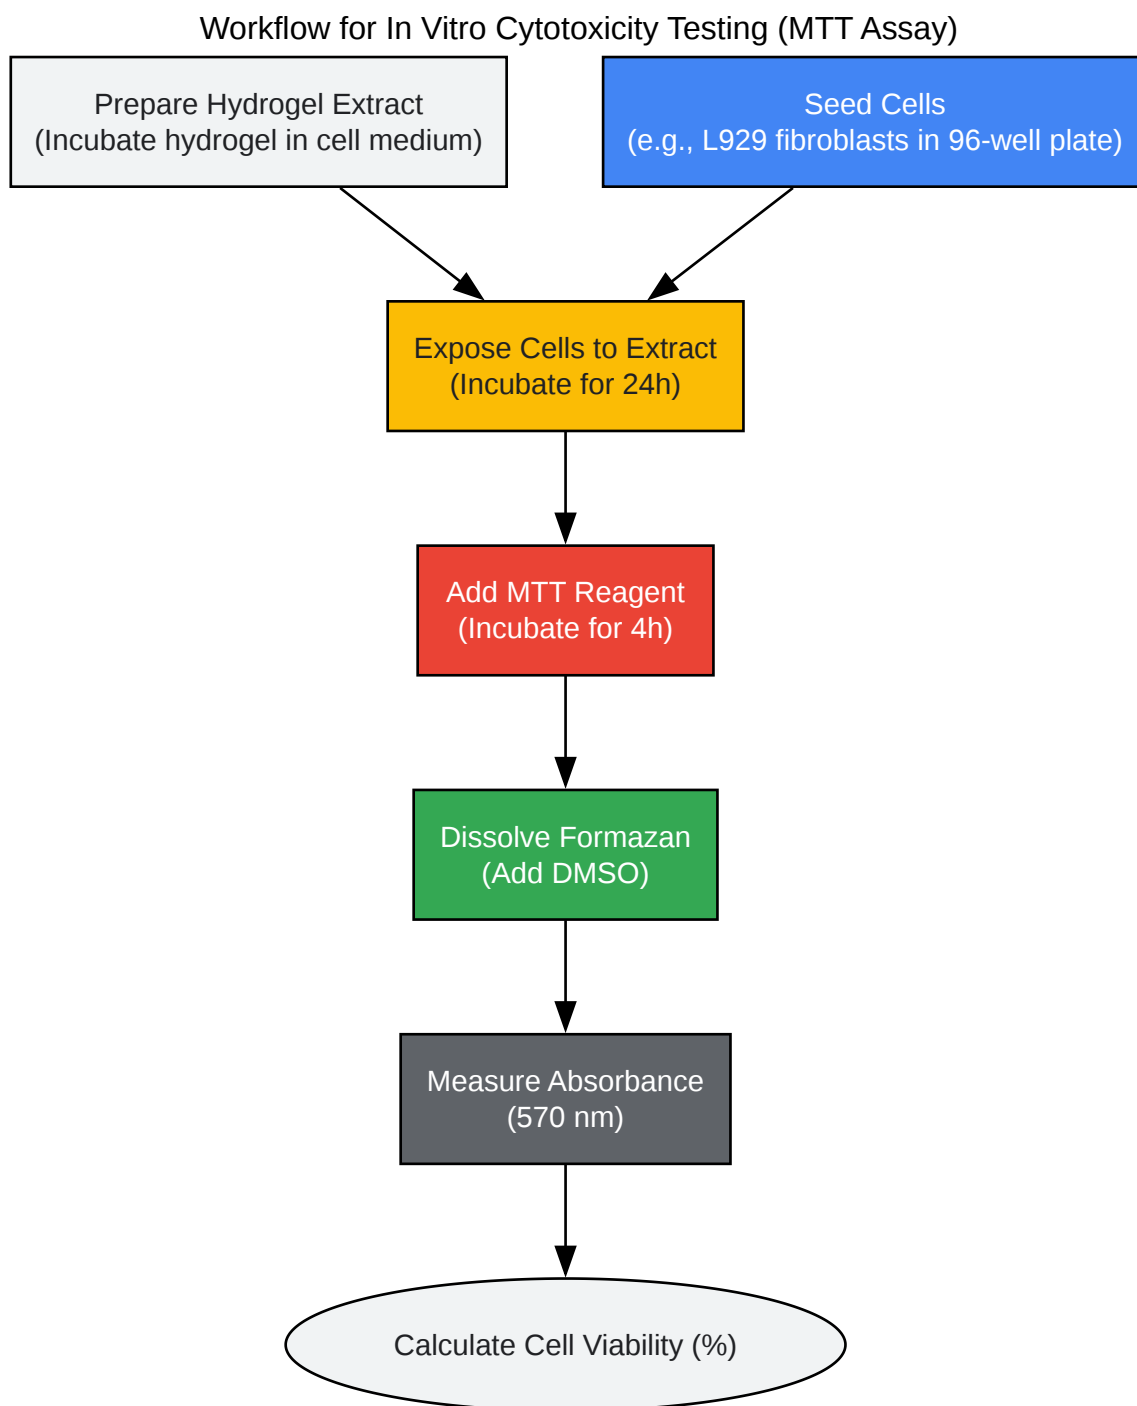 Workflow for In Vitro Cytotoxicity Testing (MTT Assay)
Prepare Hydrogel Extract
(Incubate hydrogel in cell medium)
Seed Cells
(e.g., L929 fibroblasts in 96-well plate)
Expose Cells to Extract
(Incubate for 24h)
Add MTT Reagent
(Incubate for 4h)
Dissolve Formazan
(Add DMSO)
Measure Absorbance
(570 nm)
Calculate Cell Viability (%)